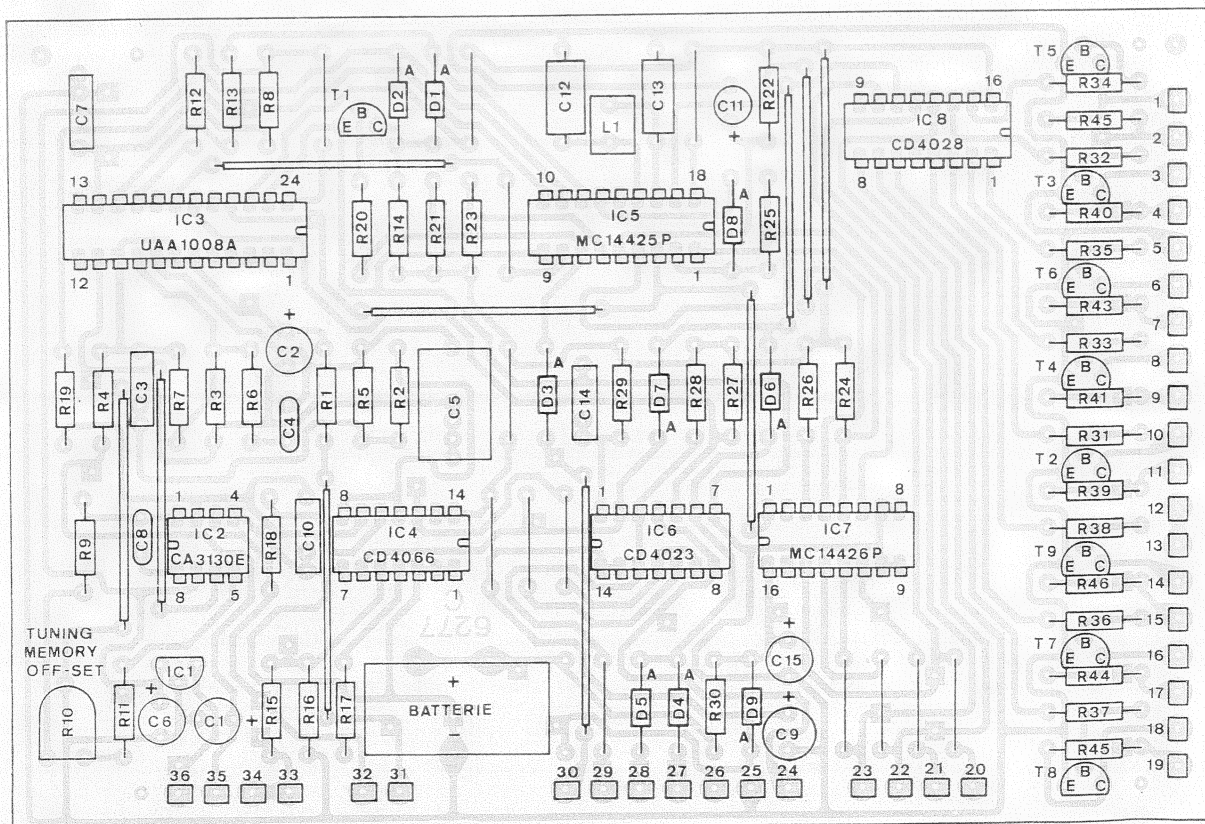 T5
B
E C
R34
1
R45
2
R32
3
T3
B
E C
R40
4
R35
5
T6
B
E C
R43
6
7
R33
8
T4
B
E C
R41
9
R31
10
T2
B
E C
R39
11
12
R38
13
T9
B
E C
R46
14
R36
15
T7
B
E C
R44
16
17
R37
18
R45
19
T8
B
E C
C7
R12
R13
R8
T1
B
E C
D2
A
D1
A
C12
L1
C13
C11
+
R22
9 16
IC8
CD4028
8 1
13 24
IC3
UAA1008A
12 1
R20
R14
R21
R23
10 18
IC5
MC14425P
9 1
D8
A
R25
+
C2
R19
R4
C3
R7
R3
R6
C4
R1
R5
R2
C5
D3
A
C14
R29
D7
A
R28
R27
D6
A
R26
R24
R9
C8
1 4
IC2
CA3130E
8 5
R18
C10
8 14
IC4
CD4066
7 1
1 7
IC6
CD4023
14 8
1 8
IC7
MC14426P
16 9
6377
TUNING
MEMORY
OFF-SET
R10
R11
IC1
+
C6
C1
+
R15
R16
R17
+
BATTERIE
-
D5
A
D4
A
R30
D9
A
+
C15
+
C9
36 35 34 33 32 31 30 29 28 27 26 25 24 23 22 21 20